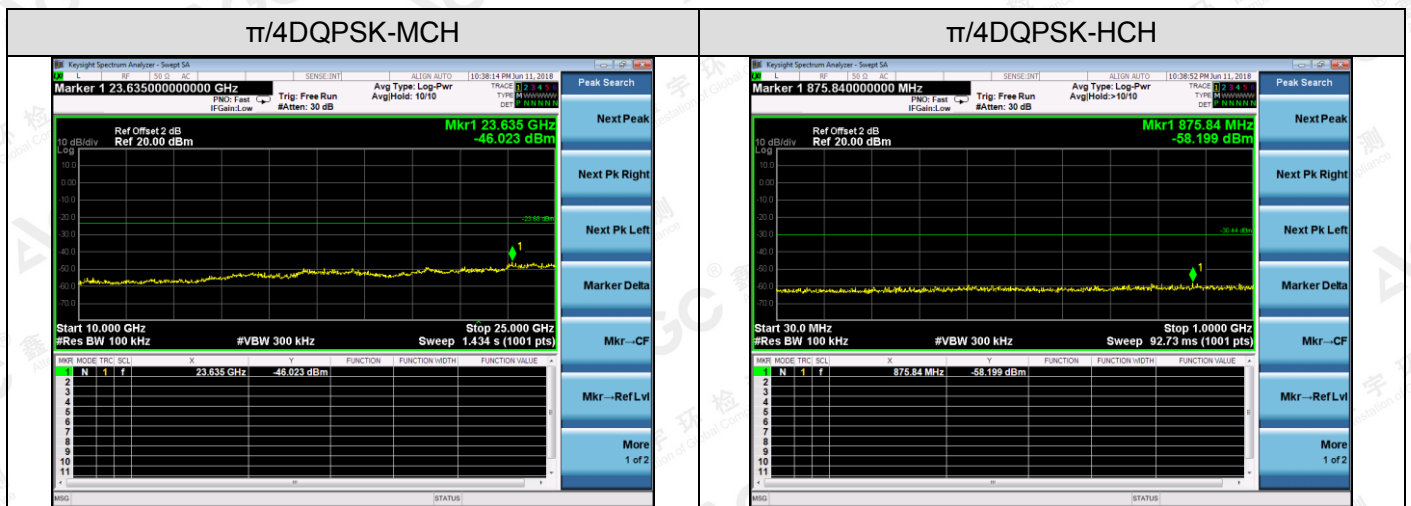 π/4DQPSK-MCH
Keysight Spectrum Analyzer - Swept SA
L RF 50 Ω AC SENSE:INT ALIGN AUTO 10:38:14 PM Jun 11, 2018
Marker 1 23.635000000000 GHz
PNO: Fast
IFGain:Low
Trig: Free Run
#Atten: 30 dB
Avg Type: Log-Pwr
Avg|Hold: 10/10
TRACE 1 2 3 4 5 6
TYPE M WWWWW
DET P NNNNN
Peak Search
Mkr1 23.635 GHz
-46.023 dBm
Ref Offset 2 dB
10 dB/div Ref 20.00 dBm
Log
10.0
0.00
-10.0
-20.0
-30.0
-40.0
-50.0
-60.0
-70.0
-23.68 dBm
1
Start 10.000 GHz Stop 25.000 GHz
#Res BW 100 kHz #VBW 300 kHz Sweep 1.434 s (1001 pts)
MKR MODE TRC SCL X Y FUNCTION FUNCTION WIDTH FUNCTION VALUE
1 N 1 f 23.635 GHz -46.023 dBm
2
3
4
5
6
7
8
9
10
11
Next Peak
Next Pk Right
Next Pk Left
Marker Delta
Mkr→CF
Mkr→Ref Lvl
More
1 of 2
MSG STATUS
π/4DQPSK-HCH
Keysight Spectrum Analyzer - Swept SA
L RF 50 Ω AC SENSE:INT ALIGN AUTO 10:38:52 PM Jun 11, 2018
Marker 1 875.840000000 MHz
PNO: Fast
IFGain:Low
Trig: Free Run
#Atten: 30 dB
Avg Type: Log-Pwr
Avg|Hold:>10/10
TRACE 1 2 3 4 5 6
TYPE M WWWWW
DET P NNNNN
Peak Search
Mkr1 875.84 MHz
-58.199 dBm
Ref Offset 2 dB
10 dB/div Ref 20.00 dBm
Log
10.0
0.00
-10.0
-20.0
-30.0
-40.0
-50.0
-60.0
-70.0
-30.44 dBm
1
Start 30.0 MHz Stop 1.0000 GHz
#Res BW 100 kHz #VBW 300 kHz Sweep 92.73 ms (1001 pts)
MKR MODE TRC SCL X Y FUNCTION FUNCTION WIDTH FUNCTION VALUE
1 N 1 f 875.84 MHz -58.199 dBm
2
3
4
5
6
7
8
9
10
11
Next Peak
Next Pk Right
Next Pk Left
Marker Delta
Mkr→CF
Mkr→Ref Lvl
More
1 of 2
MSG STATUS